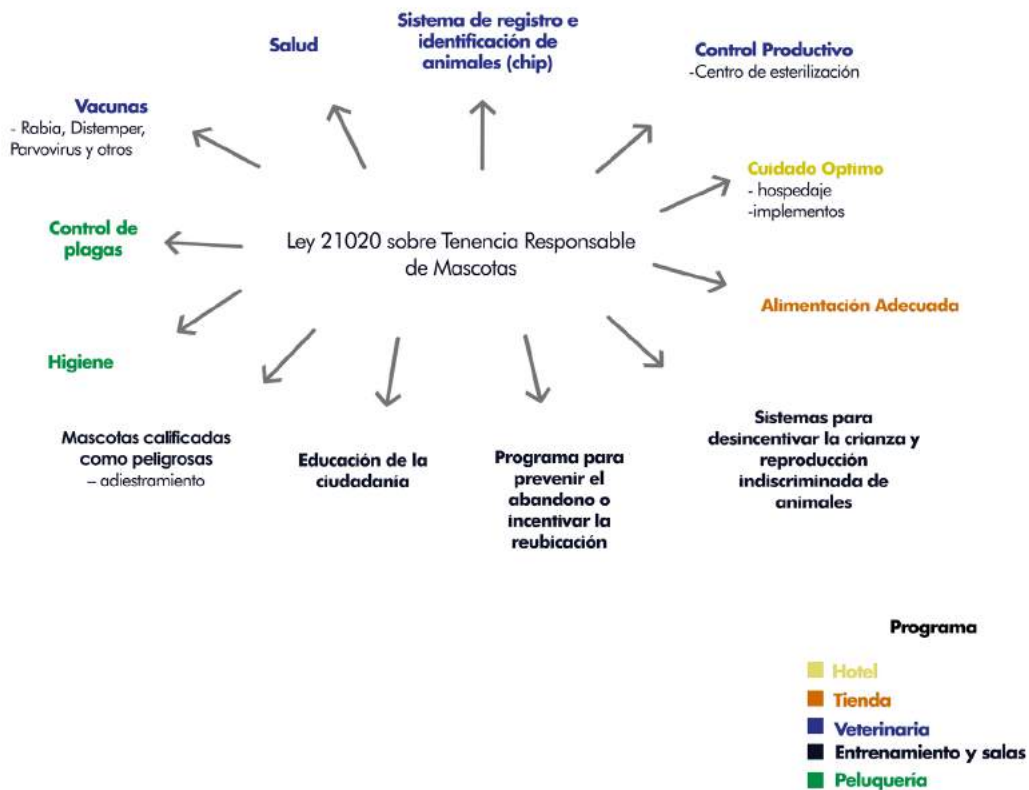 Salud
Sistema de registro e
identificación de
animales (chip)
Control Productivo
-Centro de esterilización
Vacunas
- Rabia, Distemper,
Parvovirus y otros
Cuidado Optimo
- hospedaje
-implementos
Control de
plagas
Ley 21020 sobre Tenencia Responsable
de Mascotas
Alimentación Adecuada
Higiene
Mascotas calificadas
como peligrosas
– adiestramiento
Educación de la
ciudadanía
Programa para
prevenir el
abandono o
incentivar la
reubicación
Sistemas para
desincentivar la crianza y
reproducción
indiscriminada de
animales
Programa
Hotel
Tienda
Veterinaria
Entrenamiento y salas
Peluquería